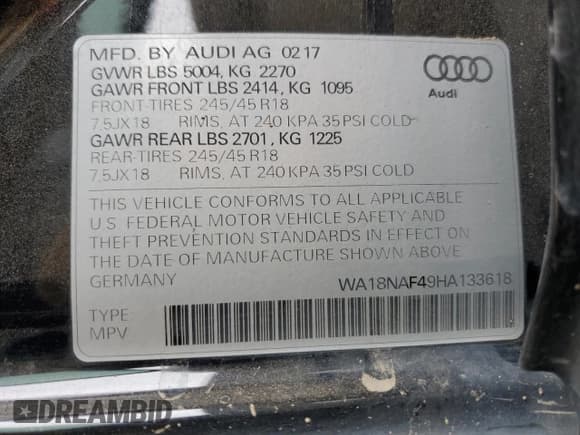 MFD. BY AUDI AG 02 17
GVWR LBS 5004, KG 2270
GAWR FRONT LBS 2414, KG 1095
FRONT-TIRES 245/45 R18
7,5JX18 RIMS, AT 240 KPA 35 PSI COLD
GAWR REAR LBS 2701, KG 1225
REAR-TIRES 245/45 R18
7,5JX18 RIMS, AT 240 KPA 35 PSI COLD
Audi
THIS VEHICLE CONFORMS TO ALL APPLICABLE
U.S. FEDERAL MOTOR VEHICLE SAFETY AND
THEFT PREVENTION STANDARDS IN EFFECT ON
THE DATE OF MANUFACTURE SHOWN ABOVE
GERMANY WA18NAF49HA133618
TYPE
MPV
DREAMBID